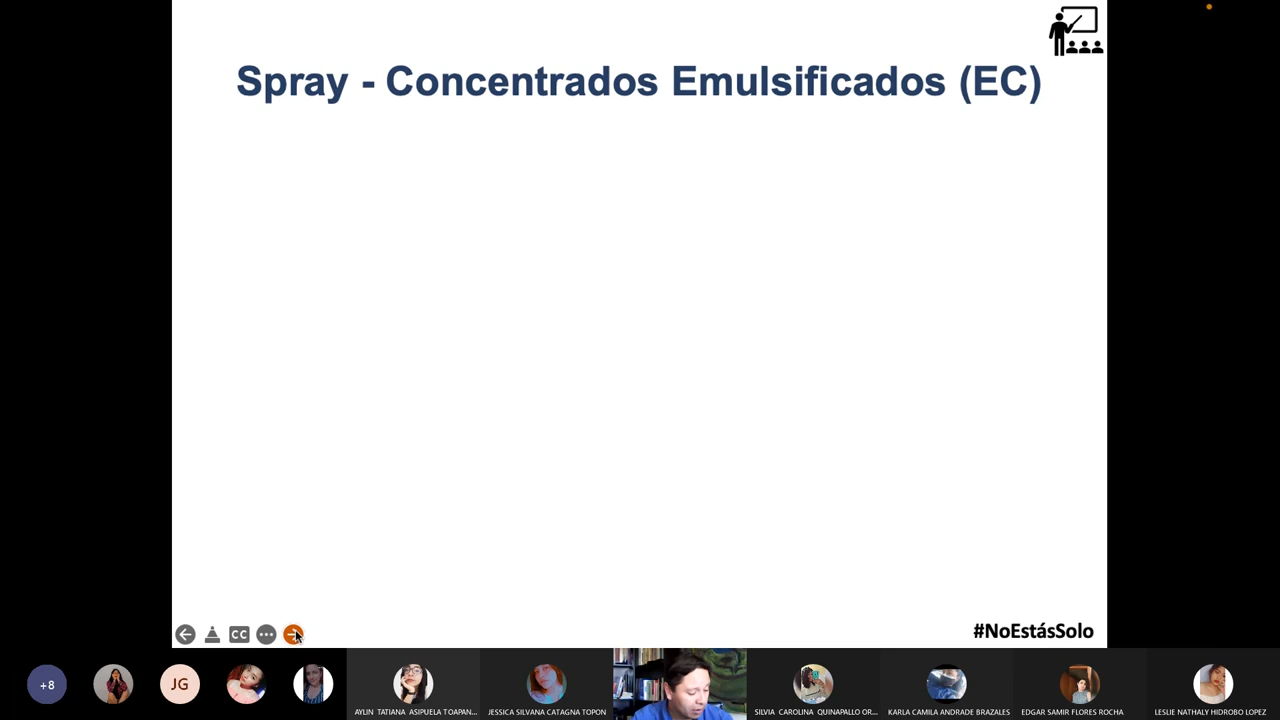 Spray - Concentrados Emulsificados (EC)
CC
#NoEstásSolo
+8
JG
AYLIN TATIANA ASIPUELA TOAPAN...
JESSICA SILVANA CATAGNA TOPON
SILVIA CAROLINA QUINAPALLO OR...
KARLA CAMILA ANDRADE BRAZALES
EDGAR SAMIR FLORES ROCHA
LESLIE NATHALY HIDROBO LOPEZ